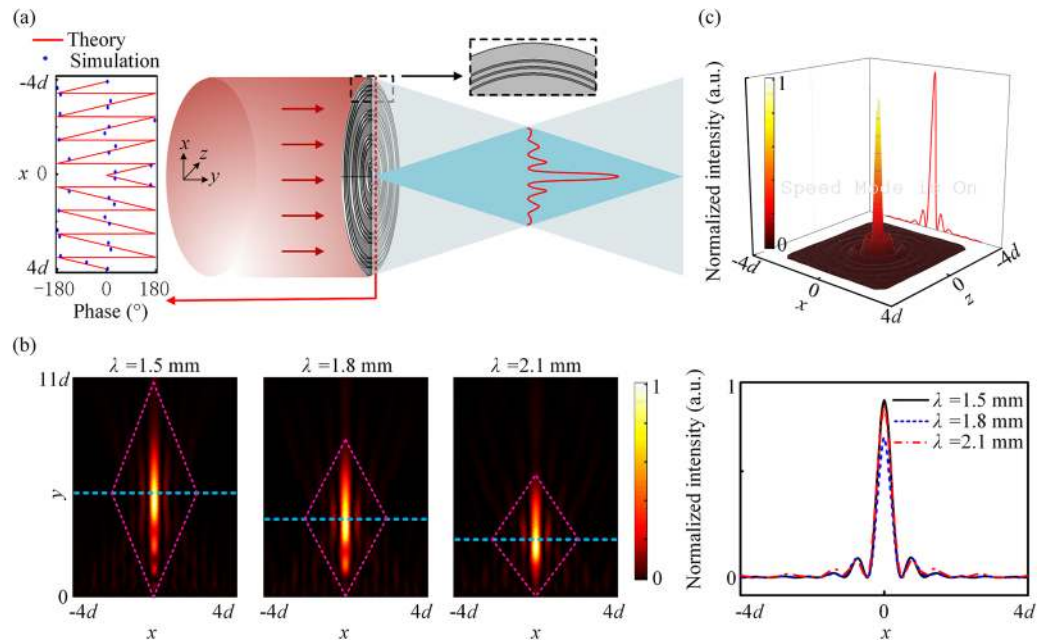 (a)
Theory
Simulation
-4d
x 0
4d
−180 0 180
Phase (°)
x
z
y
(c)
Normalized intensity (a.u.)
1
0
Speed Mode is On
-4d
0
x
4d
0
z
-4d
(b)
λ =1.5 mm
λ =1.8 mm
λ =2.1 mm
11d
y
0
1
0
-4d 4d
-4d 4d
-4d 4d
x
x
x
Normalized intensity (a.u.)
1
0
λ =1.5 mm
λ =1.8 mm
λ =2.1 mm
-4d 0 4d
x